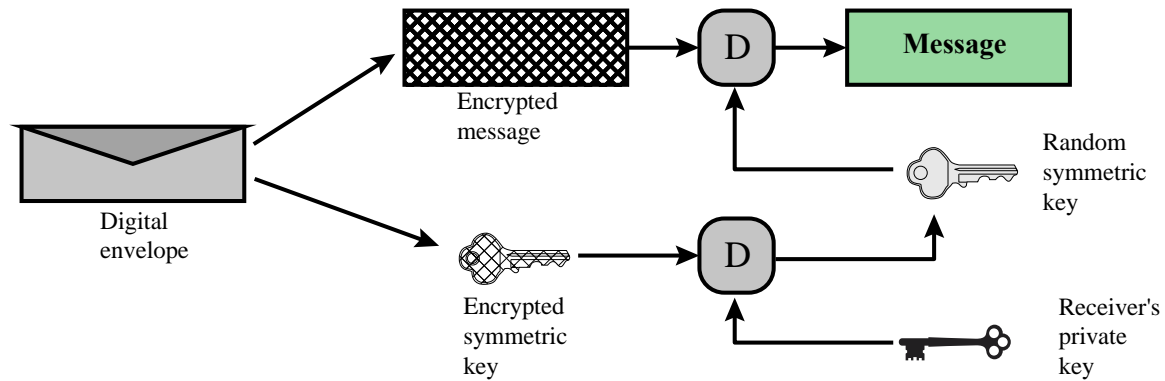 D
Message
Encrypted
message
Random
symmetric
key
Digital
envelope
D
Encrypted
symmetric
key
Receiver's
private
key